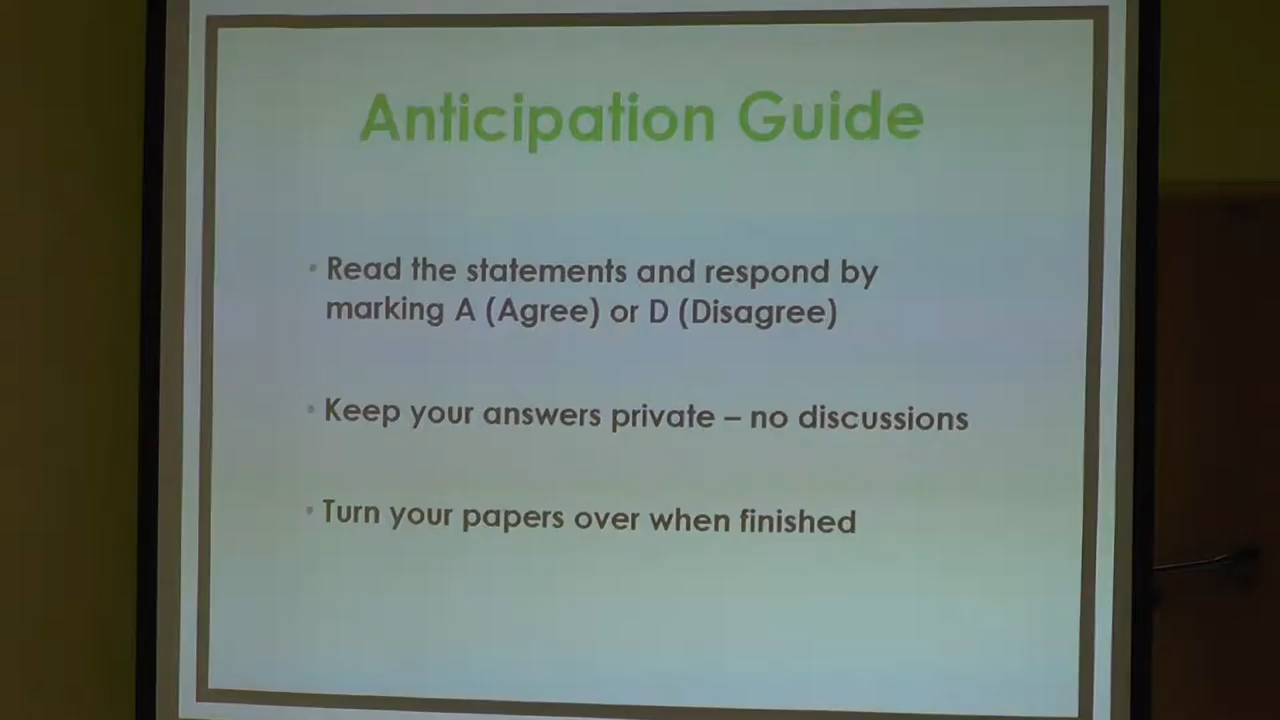 Anticipation Guide
• Read the statements and respond by
marking A (Agree) or D (Disagree)
• Keep your answers private – no discussions
• Turn your papers over when finished